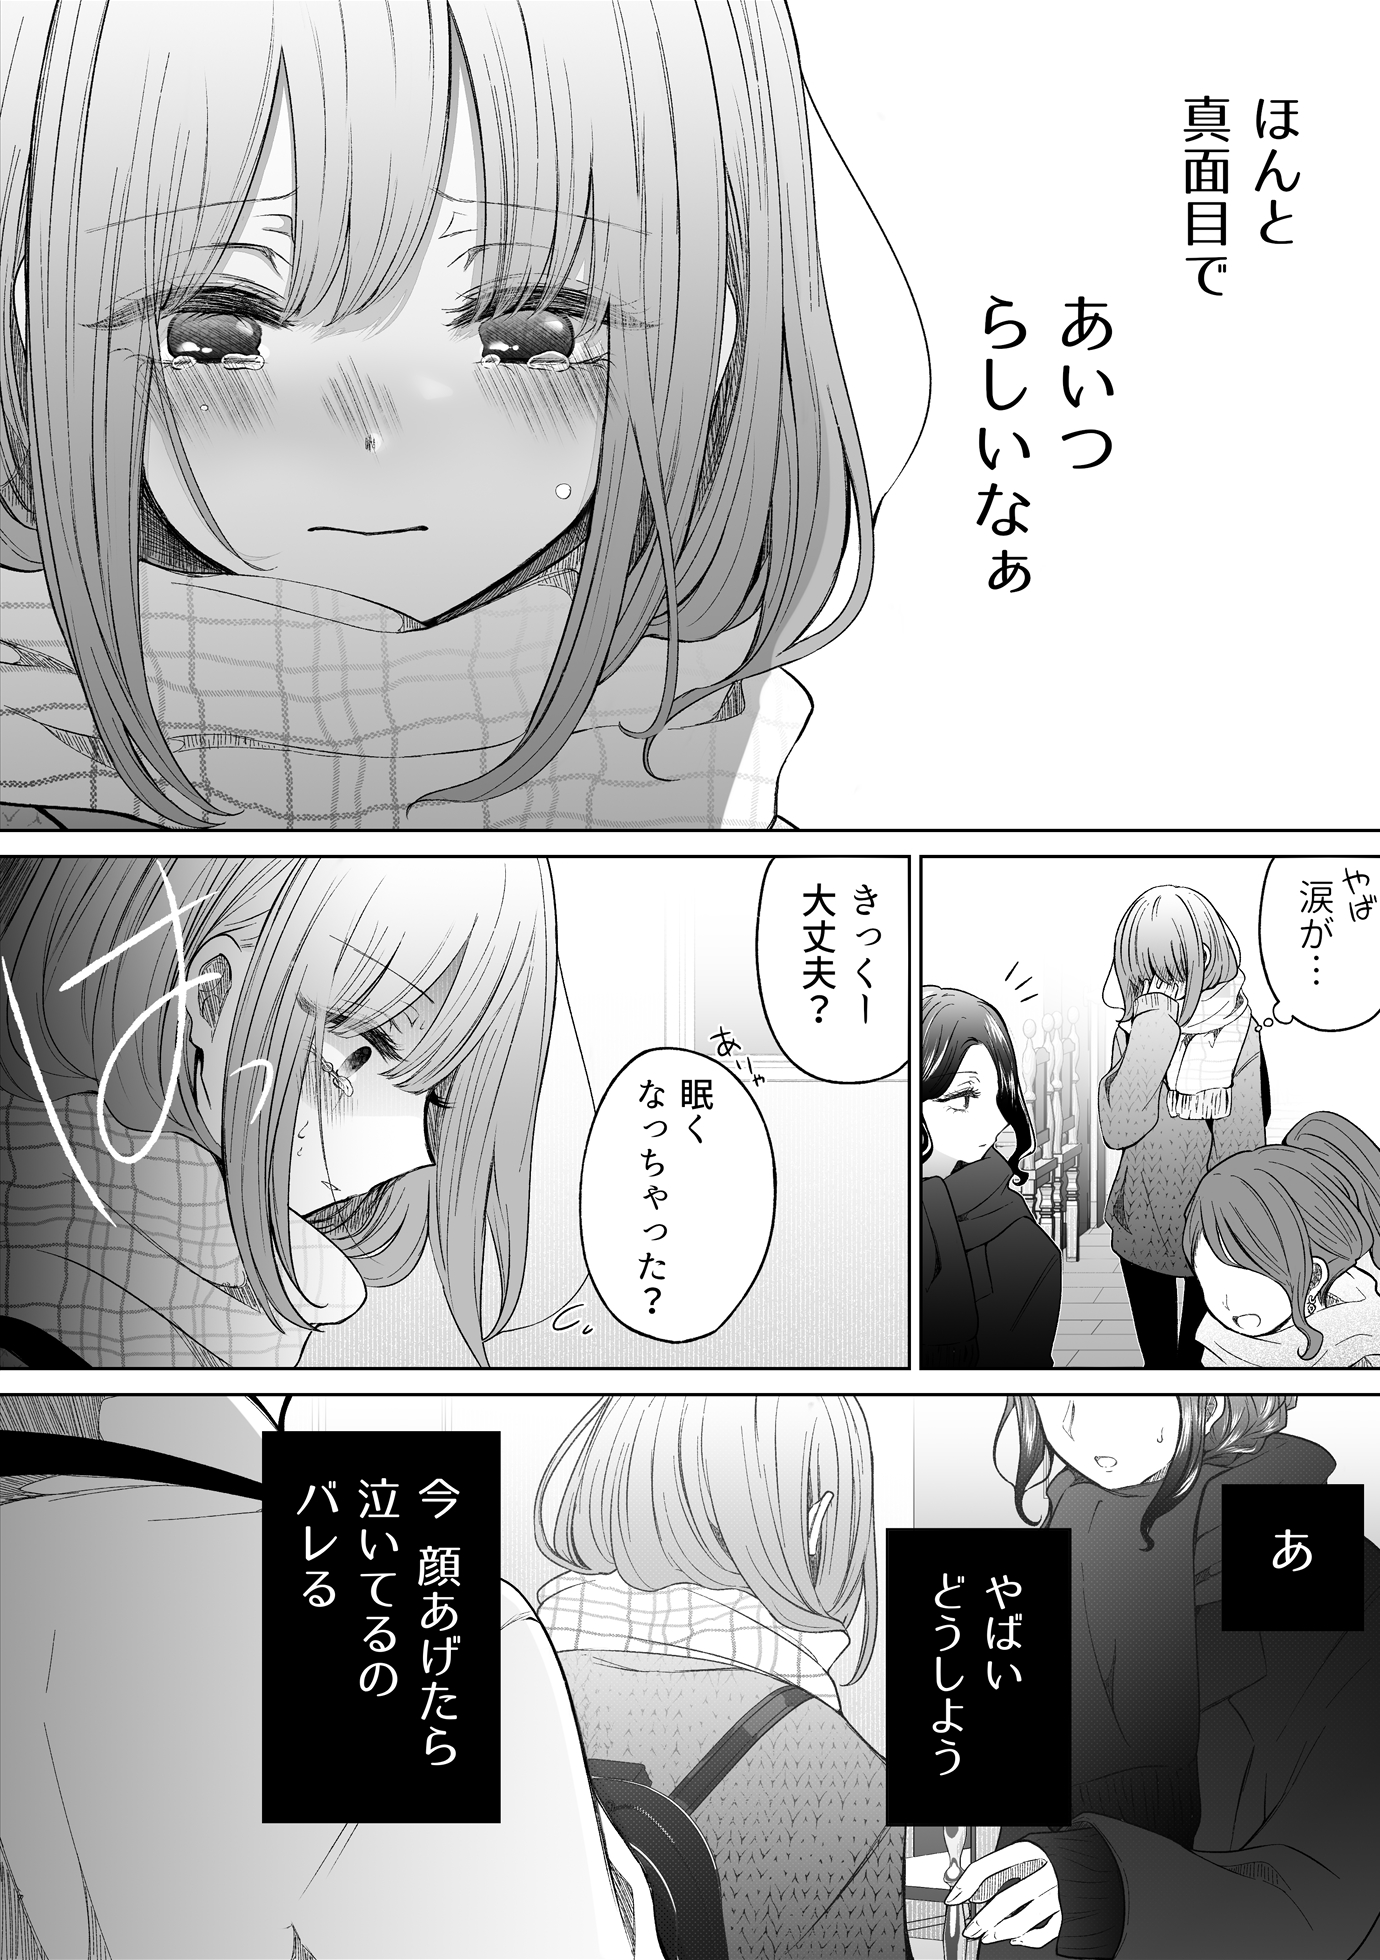 ほんと
真面目で
あいつ
らしいなぁ
やば
涙が…
きっくー
大丈夫？
ありゃ
眠く
なっちゃった？
はっ
あ
やばい
どうしよう
今 顔あげたら
泣いてるの
バレる